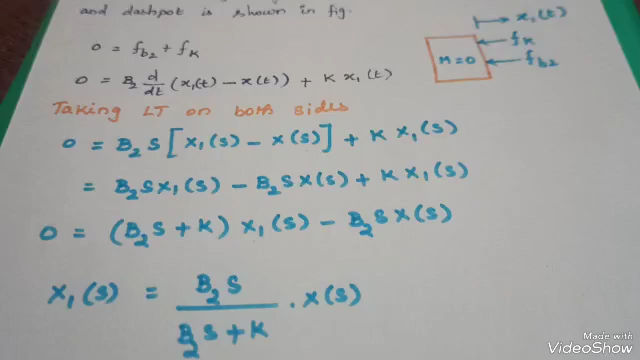 and dashpot is shown in fig.
x₁(t)
0 = f_b₂ + f_K
f_K
M=0
f_b₂
0 = B₂ d/dt (x₁(t) - x(t)) + K x₁(t)
Taking LT on both sides
0 = B₂ S [X₁(S) - X(S)] + K X₁(S)
= B₂ S X₁(S) - B₂ S X(S) + K X₁(S)
0 = (B₂ S + K) X₁(S) - B₂ S X(S)
X₁(S) = B₂ S / B₂ S + K . X(S)
Made with
VideoShow